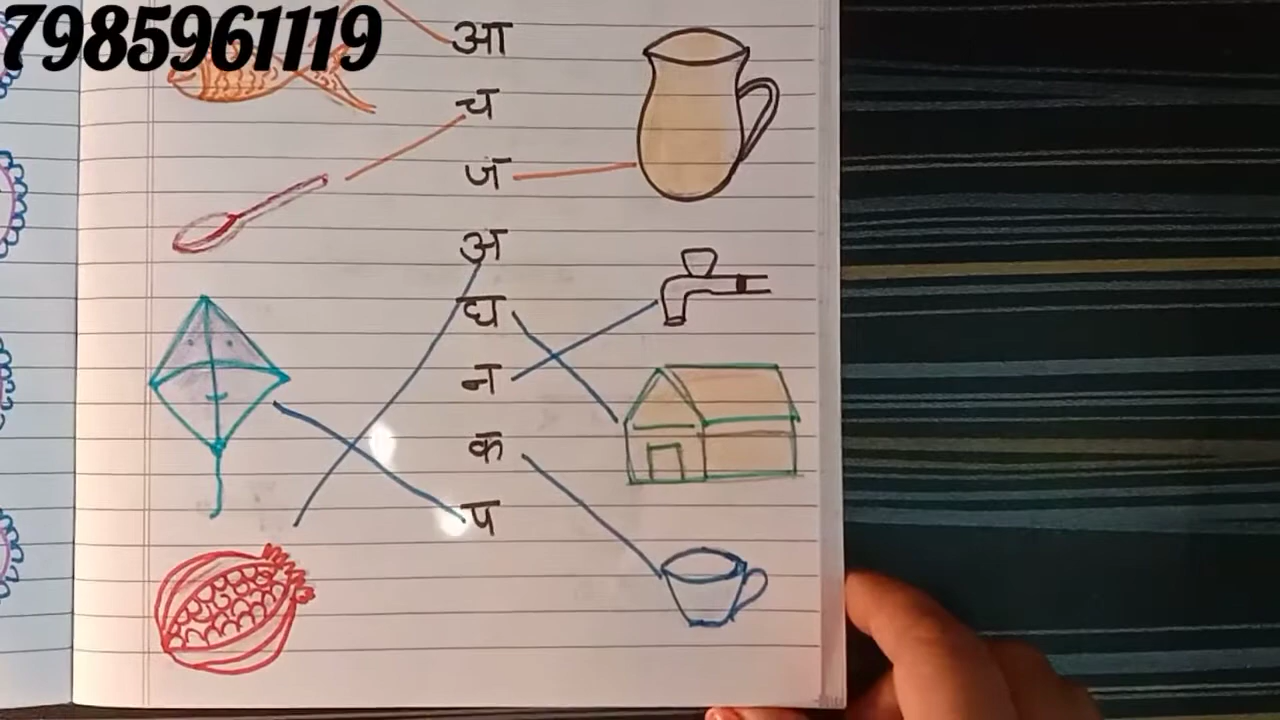 7985961119
आ
च
ज
अ
घ
न
क
प